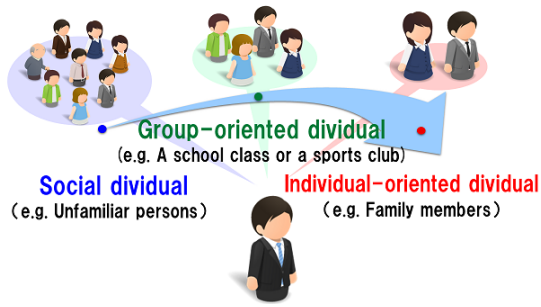 Group-oriented dividual
(e.g. A school class or a sports club)
Social dividual
(e.g. Unfamiliar persons)
Individual-oriented dividual
(e.g. Family members)